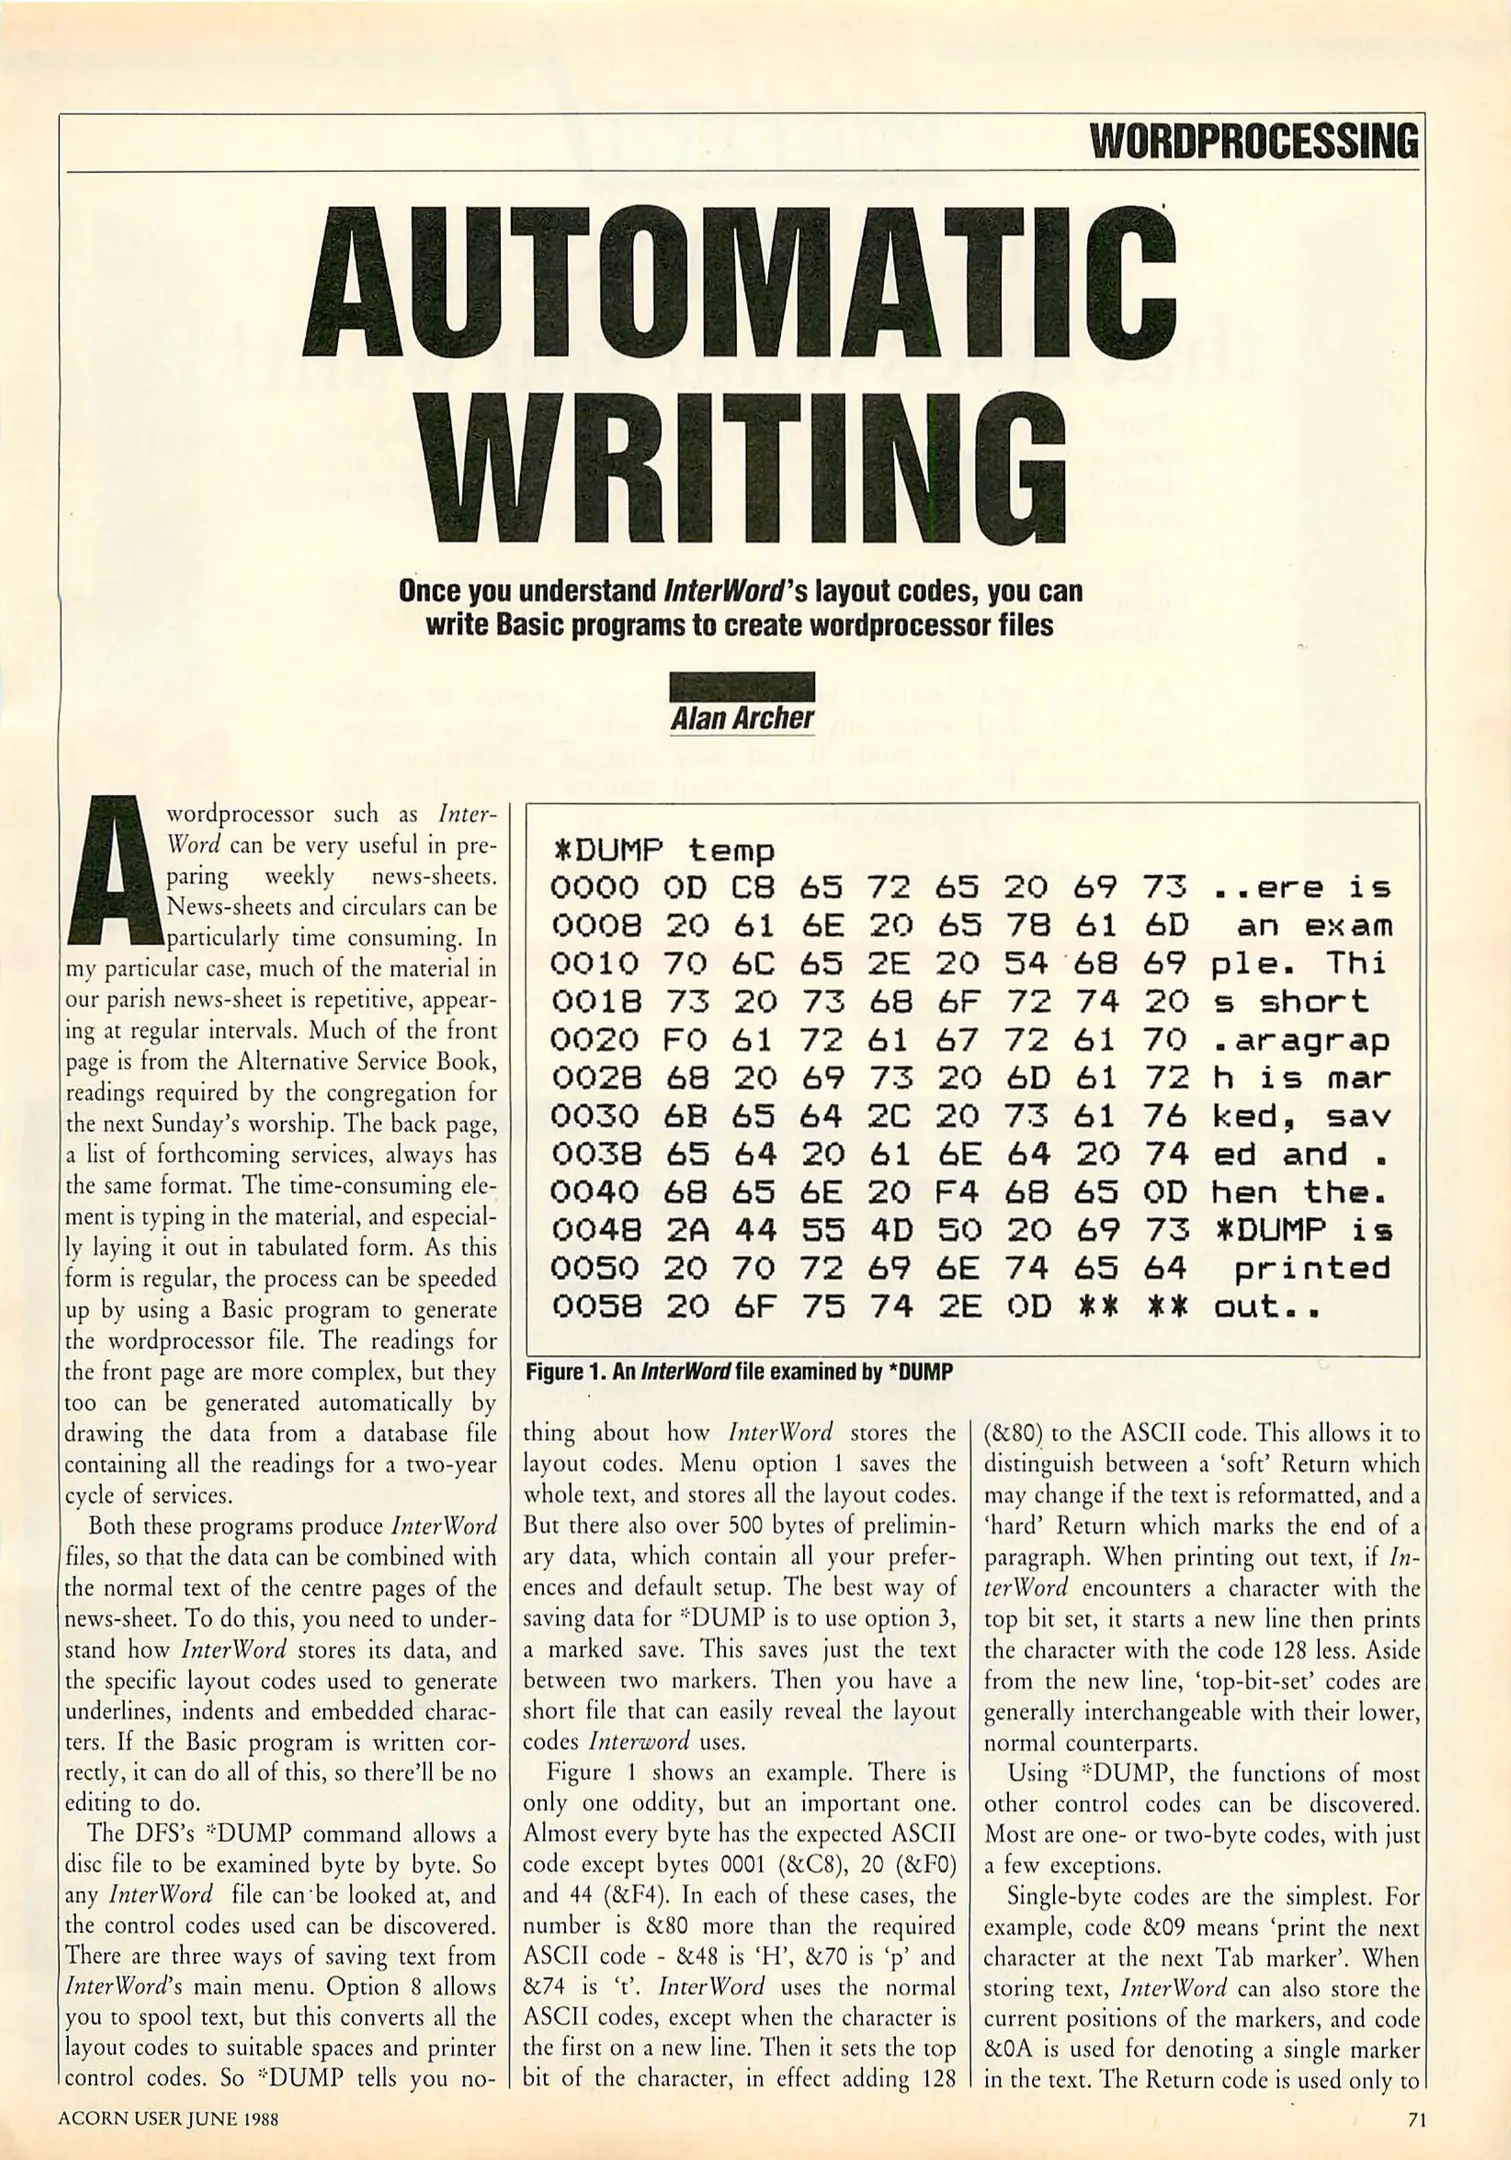 WORDPROCESSING
AUTOMATIC
WRITING
Once you understand InterWord's layout codes, you can
write Basic programs to create wordprocessor files
Alan Archer
A wordprocessor such as Inter-
Word can be very useful in pre-
paring weekly news-sheets.
News-sheets and circulars can be
particularly time consuming. In
my particular case, much of the material in
our parish news-sheet is repetitive, appear-
ing at regular intervals. Much of the front
page is from the Alternative Service Book,
readings required by the congregation for
the next Sunday's worship. The back page,
a list of forthcoming services, always has
the same format. The time-consuming ele-
ment is typing in the material, and especial-
ly laying it out in tabulated form. As this
form is regular, the process can be speeded
up by using a Basic program to generate
the wordprocessor file. The readings for
the front page are more complex, but they
too can be generated automatically by
drawing the data from a database file
containing all the readings for a two-year
cycle of services.
Both these programs produce InterWord
files, so that the data can be combined with
the normal text of the centre pages of the
news-sheet. To do this, you need to under-
stand how InterWord stores its data, and
the specific layout codes used to generate
underlines, indents and embedded charac-
ters. If the Basic program is written cor-
rectly, it can do all of this, so there'll be no
editing to do.
The DFS's *DUMP command allows a
disc file to be examined byte by byte. So
any InterWord file can be looked at, and
the control codes used can be discovered.
There are three ways of saving text from
InterWord's main menu. Option 8 allows
you to spool text, but this converts all the
layout codes to suitable spaces and printer
control codes. So *DUMP tells you no-
*DUMP temp
0000 0D C8 65 72 65 20 69 73 ..ere is
0008 20 61 6E 20 65 78 61 6D  an exam
0010 70 6C 65 2E 20 54 68 69 ple. Thi
0018 73 20 73 68 6F 72 74 20 s short
0020 F0 61 72 61 67 72 61 70 .aragrap
0028 68 20 69 73 20 6D 61 72 h is mar
0030 6B 65 64 2C 20 73 61 76 ked, sav
0038 65 64 20 61 6E 64 20 74 ed and .
0040 68 65 6E 20 F4 68 65 0D hen the.
0048 2A 44 55 4D 50 20 69 73 *DUMP is
0050 20 70 72 69 6E 74 65 64  printed
0058 20 6F 75 74 2E 0D ** ** out..
Figure 1. An InterWord file examined by *DUMP
thing about how InterWord stores the
layout codes. Menu option 1 saves the
whole text, and stores all the layout codes.
But there also over 500 bytes of prelimin-
ary data, which contain all your prefer-
ences and default setup. The best way of
saving data for *DUMP is to use option 3,
a marked save. This saves just the text
between two markers. Then you have a
short file that can easily reveal the layout
codes Interword uses.
Figure 1 shows an example. There is
only one oddity, but an important one.
Almost every byte has the expected ASCII
code except bytes 0001 (&C8), 20 (&F0)
and 44 (&F4). In each of these cases, the
number is &80 more than the required
ASCII code - &48 is 'H', &70 is 'p' and
&74 is 't'. InterWord uses the normal
ASCII codes, except when the character is
the first on a new line. Then it sets the top
bit of the character, in effect adding 128
(&80) to the ASCII code. This allows it to
distinguish between a 'soft' Return which
may change if the text is reformatted, and a
'hard' Return which marks the end of a
paragraph. When printing out text, if In-
terWord encounters a character with the
top bit set, it starts a new line then prints
the character with the code 128 less. Aside
from the new line, 'top-bit-set' codes are
generally interchangeable with their lower,
normal counterparts.
Using *DUMP, the functions of most
other control codes can be discovered.
Most are one- or two-byte codes, with just
a few exceptions.
Single-byte codes are the simplest. For
example, code &09 means 'print the next
character at the next Tab marker'. When
storing text, InterWord can also store the
current positions of the markers, and code
&0A is used for denoting a single marker
in the text. The Return code is used only to
ACORN USER JUNE 1988
71